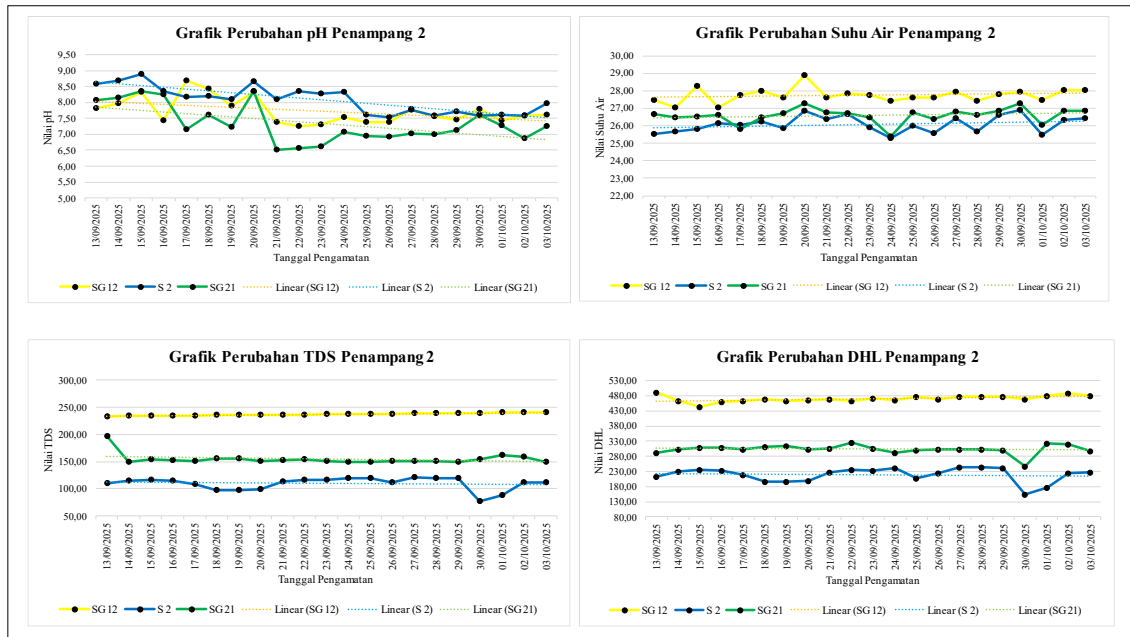 Grafik Perubahan pH Penampang 2
Nilai pH
9,50
9,00
8,50
8,00
7,50
7,00
6,50
6,00
5,50
5,00
13/09/2025 14/09/2025 15/09/2025 16/09/2025 17/09/2025 18/09/2025 19/09/2025 20/09/2025 21/09/2025 22/09/2025 23/09/2025 24/09/2025 25/09/2025 26/09/2025 27/09/2025 28/09/2025 29/09/2025 30/09/2025 01/10/2025 02/10/2025 03/10/2025
Tanggal Pengamatan
SG 12 S 2 SG 21 Linear (SG 12) Linear (S 2) Linear (SG 21)
Grafik Perubahan Suhu Air Penampang 2
Nilai Suhu Air
30,00
29,00
28,00
27,00
26,00
25,00
24,00
23,00
22,00
13/09/2025 14/09/2025 15/09/2025 16/09/2025 17/09/2025 18/09/2025 19/09/2025 20/09/2025 21/09/2025 22/09/2025 23/09/2025 24/09/2025 25/09/2025 26/09/2025 27/09/2025 28/09/2025 29/09/2025 30/09/2025 01/10/2025 02/10/2025 03/10/2025
Tanggal Pengamatan
SG 12 S 2 SG 21 Linear (SG 12) Linear (S 2) Linear (SG 21)
Grafik Perubahan TDS Penampang 2
Nilai TDS
300,00
250,00
200,00
150,00
100,00
50,00
13/09/2025 14/09/2025 15/09/2025 16/09/2025 17/09/2025 18/09/2025 19/09/2025 20/09/2025 21/09/2025 22/09/2025 23/09/2025 24/09/2025 25/09/2025 26/09/2025 27/09/2025 28/09/2025 29/09/2025 30/09/2025 01/10/2025 02/10/2025 03/10/2025
Tanggal Pengamatan
SG 12 S 2 SG 21 Linear (SG 12) Linear (S 2) Linear (SG 21)
Grafik Perubahan DHL Penampang 2
Nilai DHL
530,00
480,00
430,00
380,00
330,00
280,00
230,00
180,00
130,00
80,00
13/09/2025 14/09/2025 15/09/2025 16/09/2025 17/09/2025 18/09/2025 19/09/2025 20/09/2025 21/09/2025 22/09/2025 23/09/2025 24/09/2025 25/09/2025 26/09/2025 27/09/2025 28/09/2025 29/09/2025 30/09/2025 01/10/2025 02/10/2025 03/10/2025
Tanggal Pengamatan
SG 12 S 2 SG 21 Linear (SG 12) Linear (S 2) Linear (SG 21)